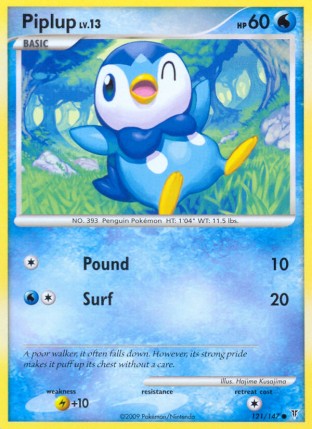 Piplup LV.13 HP 60
BASIC
NO. 393 Penguin Pokémon HT: 1'04" WT: 11.5 lbs.
Pound 10
Surf 20
A poor walker, it often falls down. However, its strong pride
makes it puff up its chest without a care.
Illus. Hajime Kusajima
weakness resistance retreat cost
+10
©2009 Pokémon/Nintendo 121/147